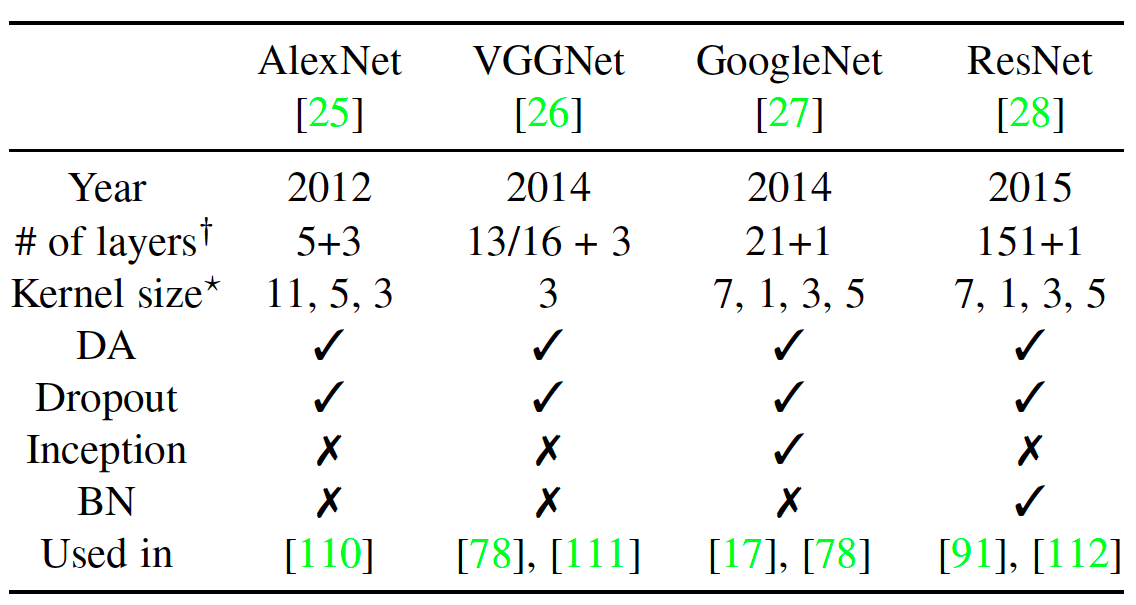 AlexNet VGGNet GoogleNet ResNet
[25] [26] [27] [28]
Year 2012 2014 2014 2015
# of layers† 5+3 13/16 + 3 21+1 151+1
Kernel size⋆ 11, 5, 3 3 7, 1, 3, 5 7, 1, 3, 5
DA ✓ ✓ ✓ ✓
Dropout ✓ ✓ ✓ ✓
Inception ✗ ✗ ✓ ✗
BN ✗ ✗ ✗ ✓
Used in [110] [78], [111] [17], [78] [91], [112]